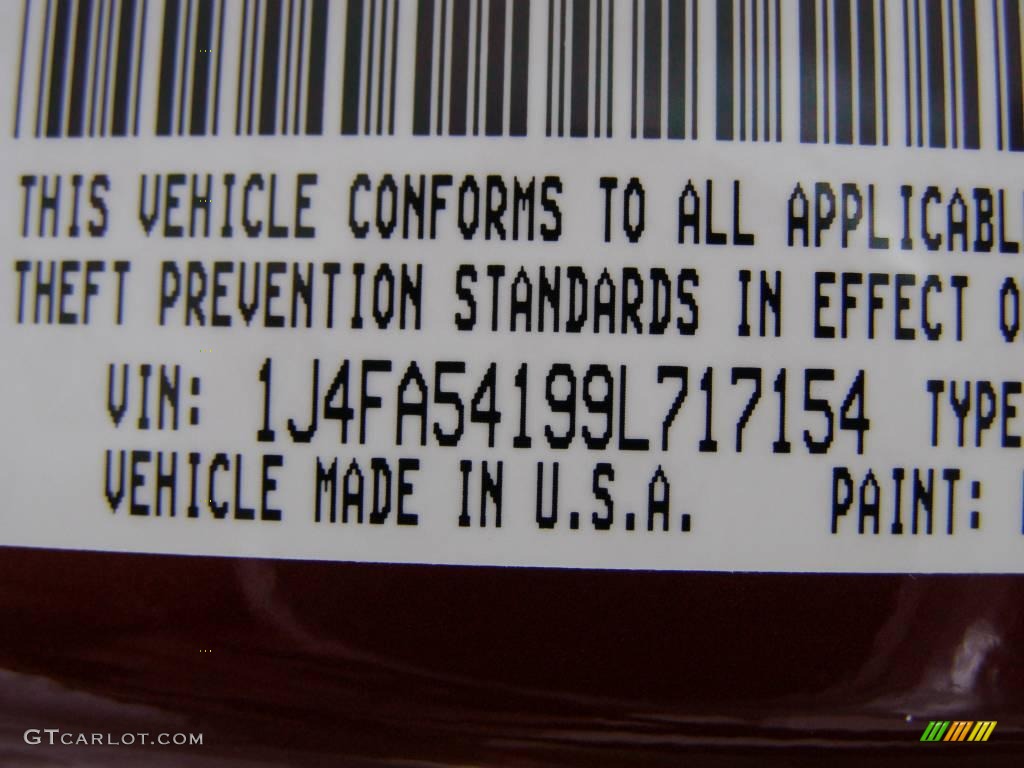 THIS VEHICLE CONFORMS TO ALL APPLICABL
THEFT PREVENTION STANDARDS IN EFFECT O
VIN: 1J4FA54199L717154 TYPE
VEHICLE MADE IN U.S.A. PAINT:
GTCARLOT.COM